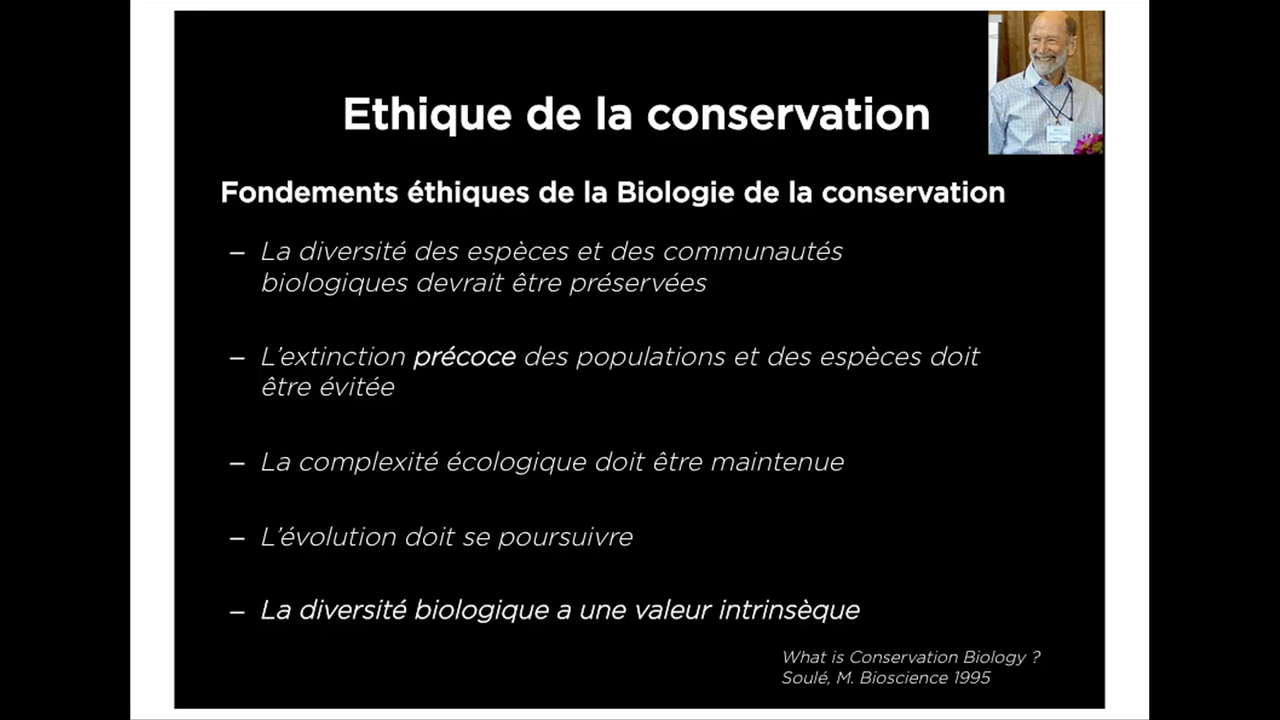 Ethique de la conservation
Fondements éthiques de la Biologie de la conservation
– La diversité des espèces et des communautés
biologiques devrait être préservées
– L’extinction précoce des populations et des espèces doit
être évitée
– La complexité écologique doit être maintenue
– L’évolution doit se poursuivre
– La diversité biologique a une valeur intrinsèque
What is Conservation Biology ?
Soulé, M. Bioscience 1995